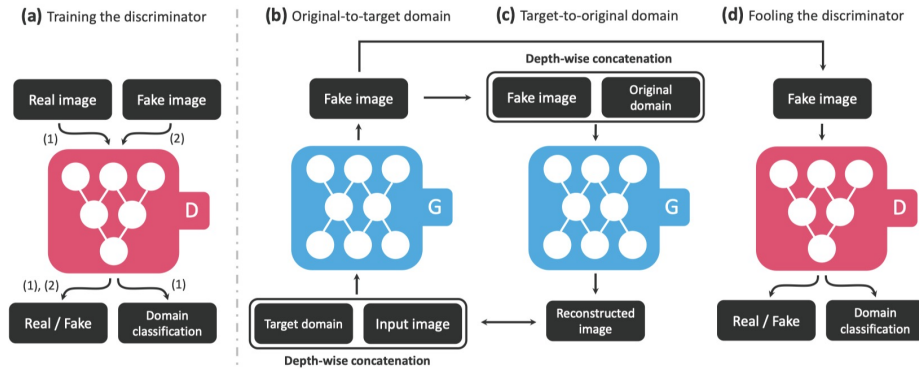 (a) Training the discriminator
(b) Original-to-target domain
(c) Target-to-original domain
(d) Fooling the discriminator
Real image
Fake image
(1)
(2)
D
(1), (2)
(1)
Real / Fake
Domain
classification
Fake image
G
Target domain
Input image
Depth-wise concatenation
Depth-wise concatenation
Fake image
Original
domain
G
Reconstructed
image
Fake image
D
Real / Fake
Domain
classification